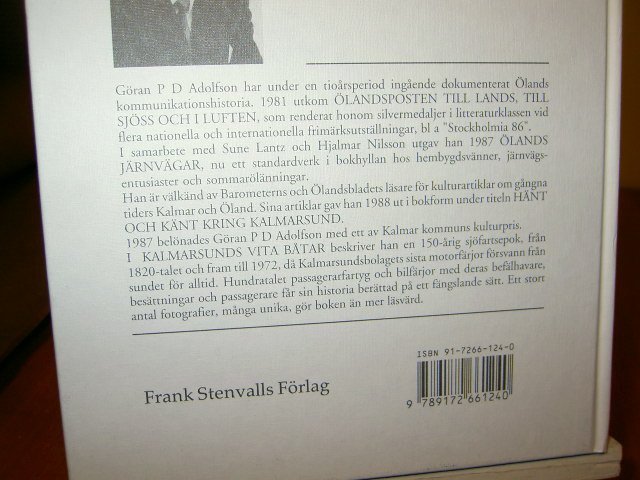 Göran P D Adolfson har under en tioårsperiod ingående dokumenterat Ölands
kommunikationshistoria. 1981 utkom ÖLANDSPOSTEN TILL LANDS, TILL
SJÖSS OCH I LUFTEN, som renderat honom silvermedaljer i litteraturklassen vid
flera nationella och internationella frimärksutställningar, bl a "Stockholmia 86".
I samarbete med Sune Lantz och Hjalmar Nilsson utgav han 1987 ÖLANDS
JÄRNVÄGAR, nu ett standardverk i bokhyllan hos hembygdsvänner, järnvägs-
entusiaster och sommarölänningar.
Han är välkänd av Barometerns och Ölandsbladets läsare för kulturartiklar om gångna
tiders Kalmar och Öland. Sina artiklar gav han 1988 ut i bokform under titeln HÄNT
OCH KÄNT KRING KALMARSUND.
1987 belönades Göran P D Adolfson med ett av Kalmar kommuns kulturpris.
I KALMARSUNDS VITA BÅTAR beskriver han en 150-årig sjöfartsepok, från
1820-talet och fram till 1972, då Kalmarsundsbolagets sista motorfärjor försvann från
sundet för alltid. Hundratalet passagerarfartyg och bilfärjor med deras befälhavare,
besättningar och passagerare får sin historia berättad på ett fängslande sätt. Ett stort
antal fotografier, många unika, gör boken än mer läsvärd.
ISBN 91-7266-124-0
Frank Stenvalls Förlag
9 789172 661240